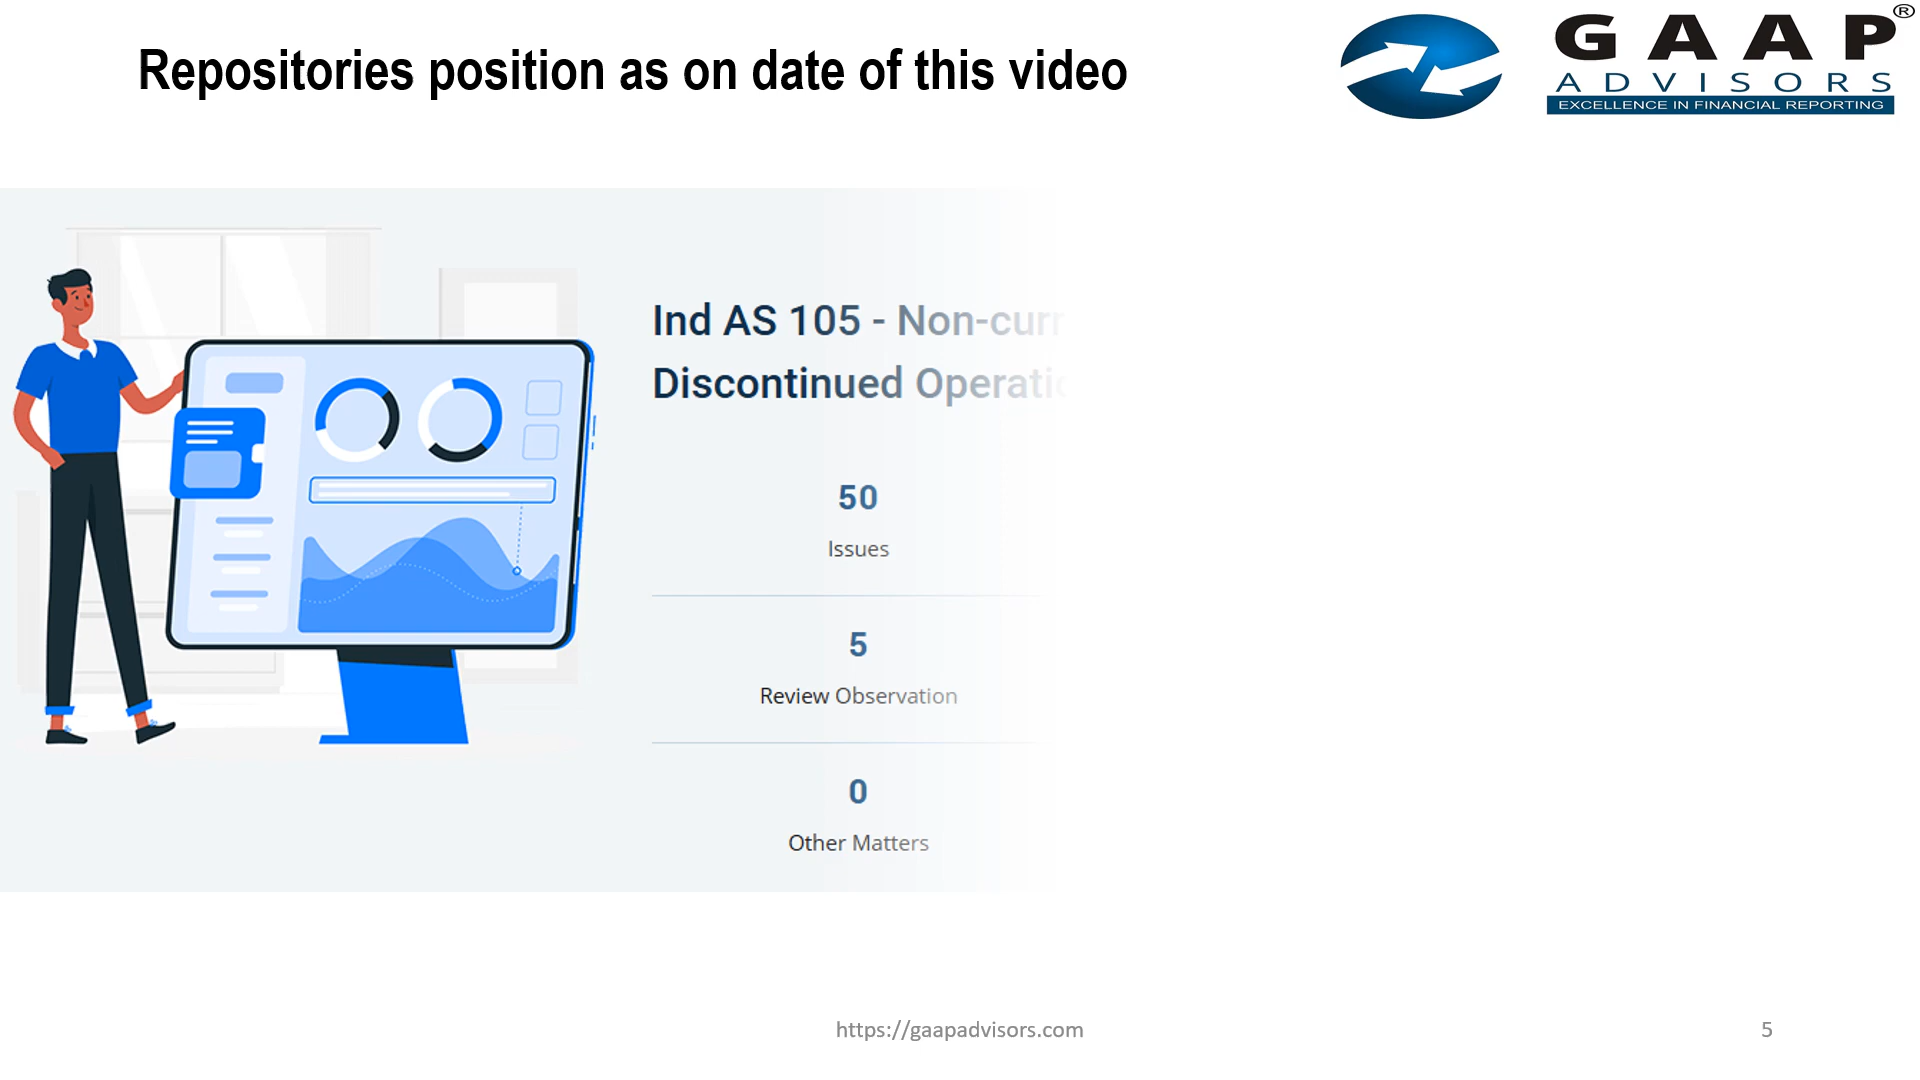 Repositories position as on date of this video
GAAP®
ADVISORS
EXCELLENCE IN FINANCIAL REPORTING
Ind AS 105 - Non-curr
Discontinued Operatio
50
Issues
5
Review Observation
0
Other Matters
https://gaapadvisors.com
5